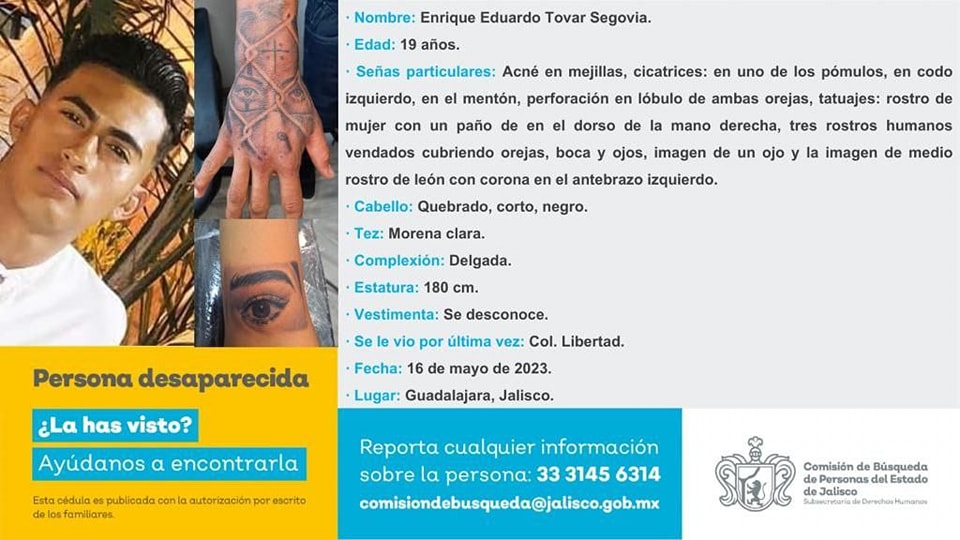 · Nombre: Enrique Eduardo Tovar Segovia.
· Edad: 19 años.
· Señas particulares: Acné en mejillas, cicatrices: en uno de los pómulos, en codo
izquierdo, en el mentón, perforación en lóbulo de ambas orejas, tatuajes: rostro de
mujer con un paño de en el dorso de la mano derecha, tres rostros humanos
vendados cubriendo orejas, boca y ojos, imagen de un ojo y la imagen de medio
rostro de león con corona en el antebrazo izquierdo.
· Cabello: Quebrado, corto, negro.
· Tez: Morena clara.
· Complexión: Delgada.
· Estatura: 180 cm.
· Vestimenta: Se desconoce.
· Se le vio por última vez: Col. Libertad.
· Fecha: 16 de mayo de 2023.
· Lugar: Guadalajara, Jalisco.
Persona desaparecida
¿La has visto?
Ayúdanos a encontrarla
Esta cédula es publicada con la autorización por escrito
de los familiares.
Reporta cualquier información
sobre la persona: 33 3145 6314
comisiondebusqueda@jalisco.gob.mx
Comisión de Búsqueda
de Personas del Estado
de Jalisco
Subsecretaría de Derechos Humanos